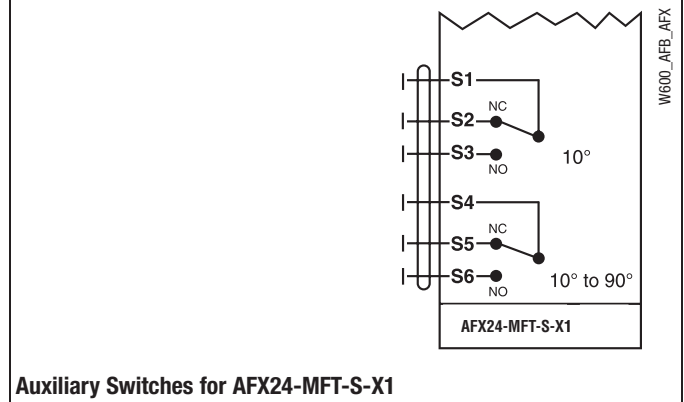 W600_AFB_AFX
S1
NC
S2
S3
NO
10°
S4
NC
S5
S6
NO
10° to 90°
AFX24-MFT-S-X1
Auxiliary Switches for AFX24-MFT-S-X1